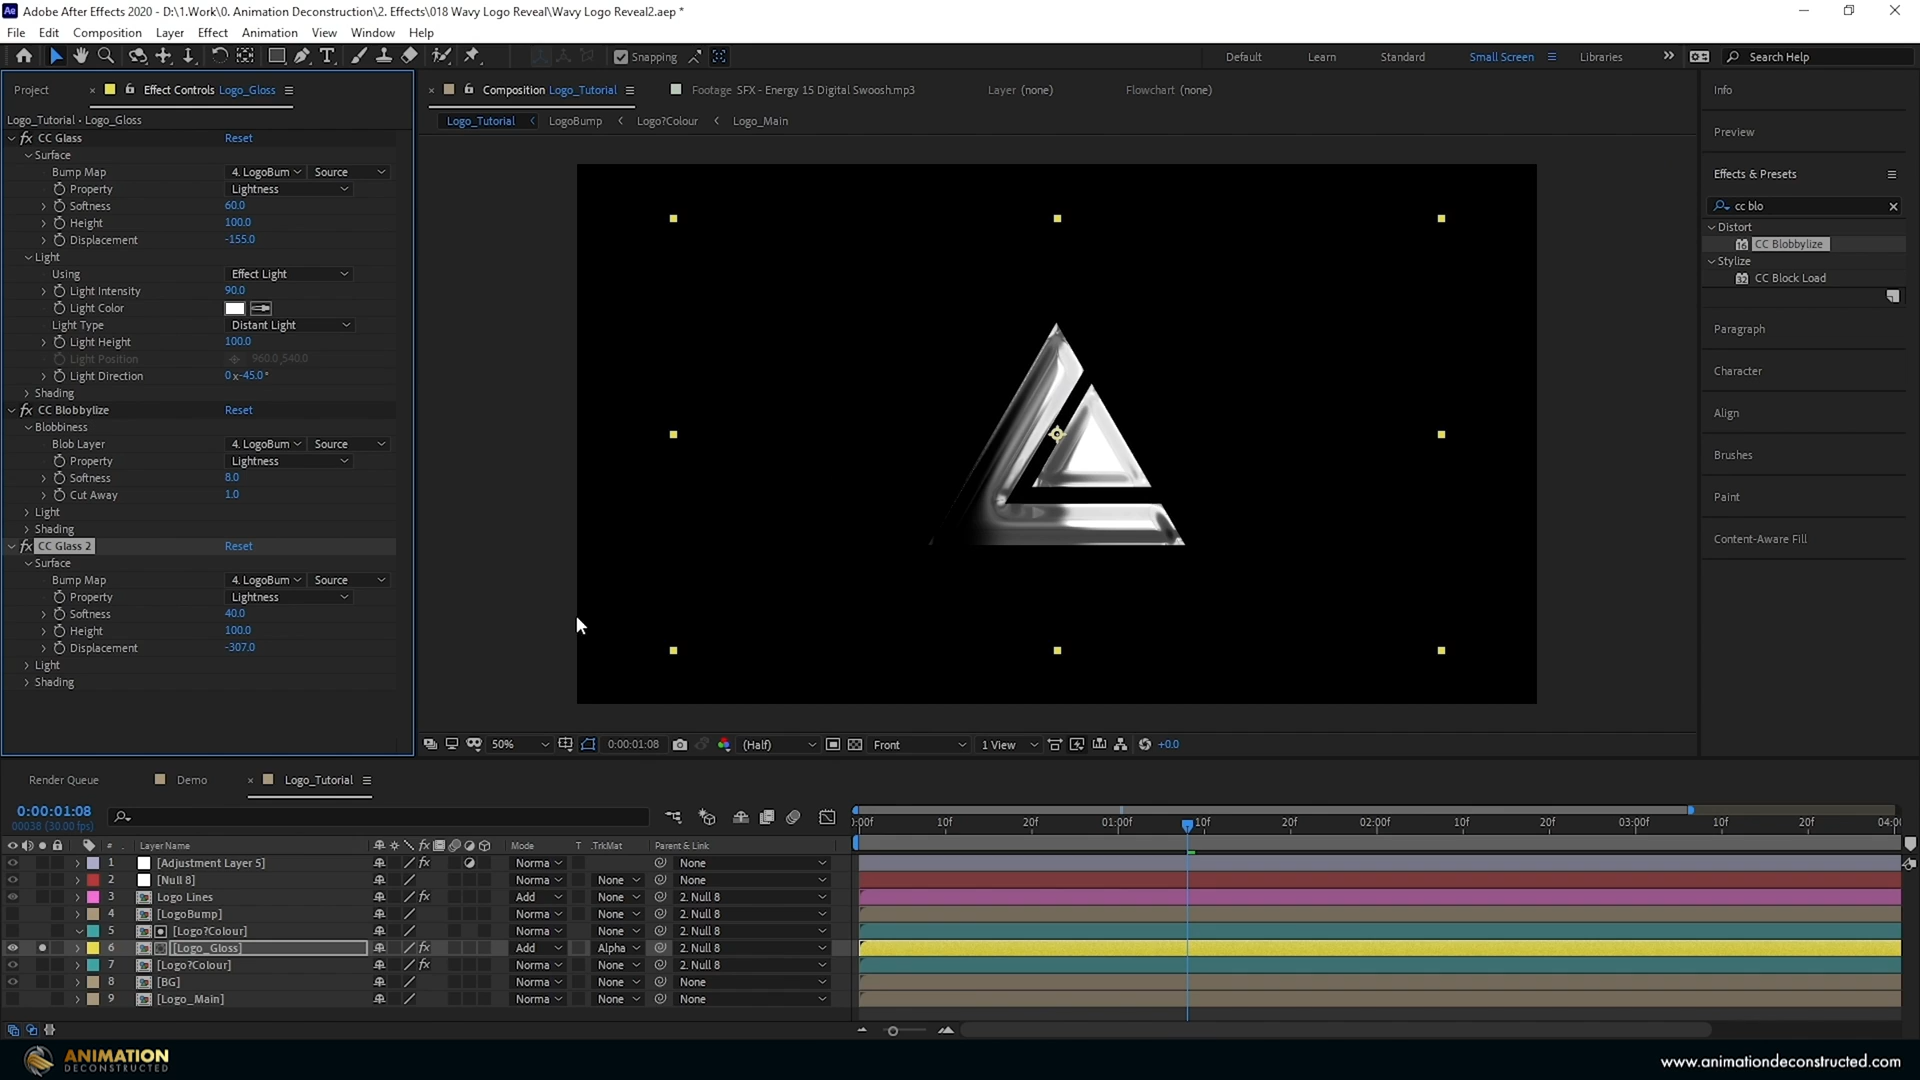 Adobe After Effects 2020 - D:\1.Work\0. Animation Deconstruction\2. Effects\018 Wavy Logo Reveal\Wavy Logo Reveal2.aep *
File Edit Composition Layer Effect Animation View Window Help
Snapping Default Learn Standard Small Screen Libraries Search Help
Project Effect Controls Logo_Gloss
Composition Logo_Tutorial Footage SFX - Energy 15 Digital Swoosh.mp3 Layer (none) Flowchart (none)
Logo_Tutorial LogoBump Logo?Colour Logo_Main
Logo_Tutorial • Logo_Gloss
fx CC Glass Reset
Surface
Bump Map 4. LogoBum Source
Property Lightness
Softness 60.0
Height 100.0
Displacement -155.0
Light
Using Effect Light
Light Intensity 90.0
Light Color
Light Type Distant Light
Light Height 100.0
Light Position 960.0,540.0
Light Direction 0x-45.0°
Shading
fx CC Blobbylize Reset
Blobbiness
Blob Layer 4. LogoBum Source
Property Lightness
Softness 8.0
Cut Away 1.0
Light
Shading
fx CC Glass 2 Reset
Surface
Bump Map 4. LogoBum Source
Property Lightness
Softness 40.0
Height 100.0
Displacement -307.0
Light
Shading
50% 0:00:01:08 (Half) Front 1 View +0.0
Info
Preview
Effects & Presets
cc blo
Distort
16 CC Blobbylize
Stylize
32 CC Block Load
Paragraph
Character
Align
Brushes
Paint
Content-Aware Fill
Render Queue Demo Logo_Tutorial
0:00:01:08
00038 (30.00 fps)
:00f 10f 20f 01:00f 10f 20f 02:00f 10f 20f 03:00f 10f 20f 04:0
# Layer Name fx Mode T .TrkMat Parent & Link
1 [Adjustment Layer 5] fx Norma None
2 [Null 8] Norma None None
3 Logo Lines fx Add None 2. Null 8
4 [LogoBump] Norma None 2. Null 8
5 [Logo?Colour] Norma None 2. Null 8
6 [Logo_Gloss] fx Add Alpha 2. Null 8
7 [Logo?Colour] fx Norma None 2. Null 8
8 [BG] Norma None None
9 [Logo_Main] Norma None None
ANIMATION
DECONSTRUCTED
www.animationdeconstructed.com